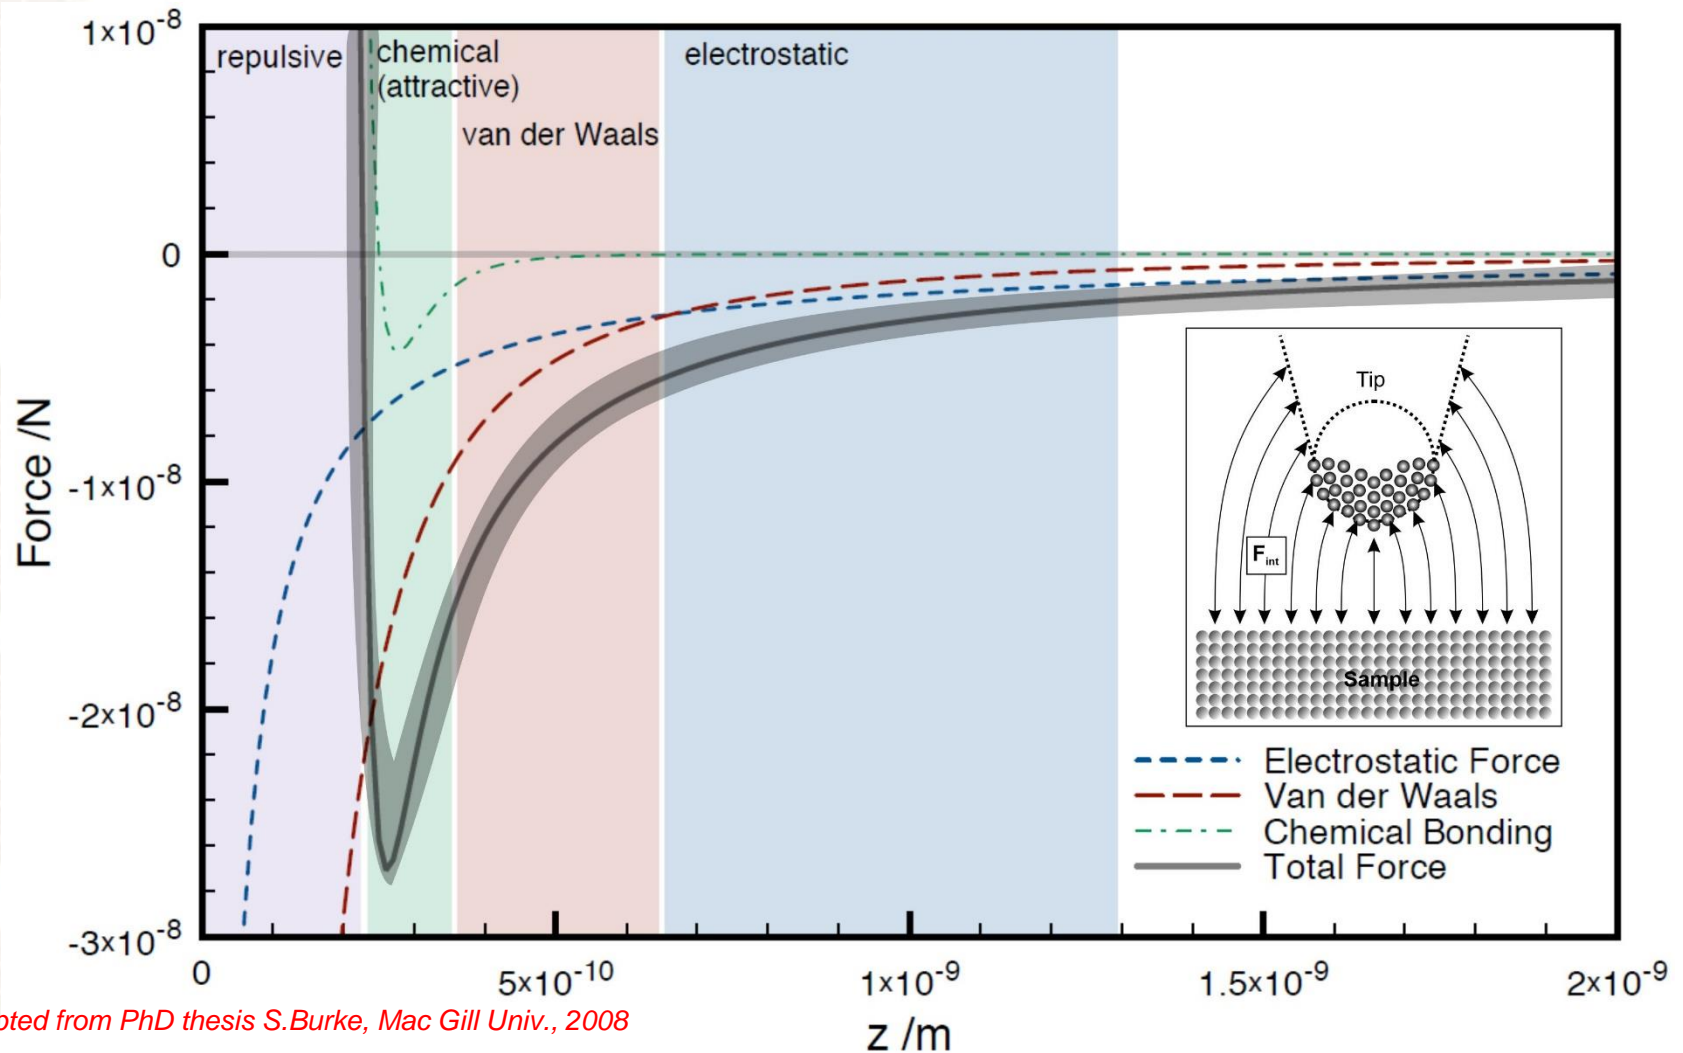 1x10-8
repulsive
chemical
(attractive)
van der Waals
electrostatic
0
-1x10-8
-2x10-8
-3x10-8
Force /N
Tip
Fint
Sample
Electrostatic Force
Van der Waals
Chemical Bonding
Total Force
0
5x10-10
1x10-9
1.5x10-9
2x10-9
z /m
from PhD thesis S.Burke, Mac Gill Univ., 2008